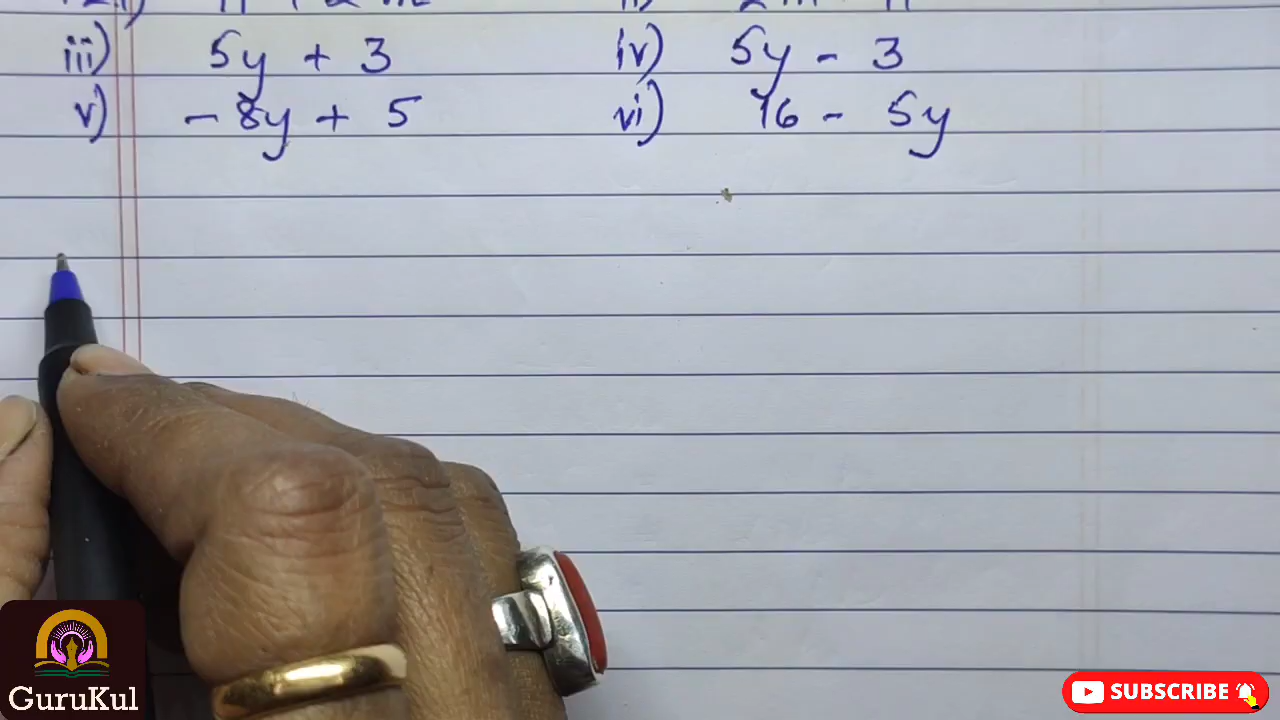 iii) 5y + 3 iv) 5y - 3
v) - 8y + 5 vi) 16 - 5y
GuruKul
SUBSCRIBE